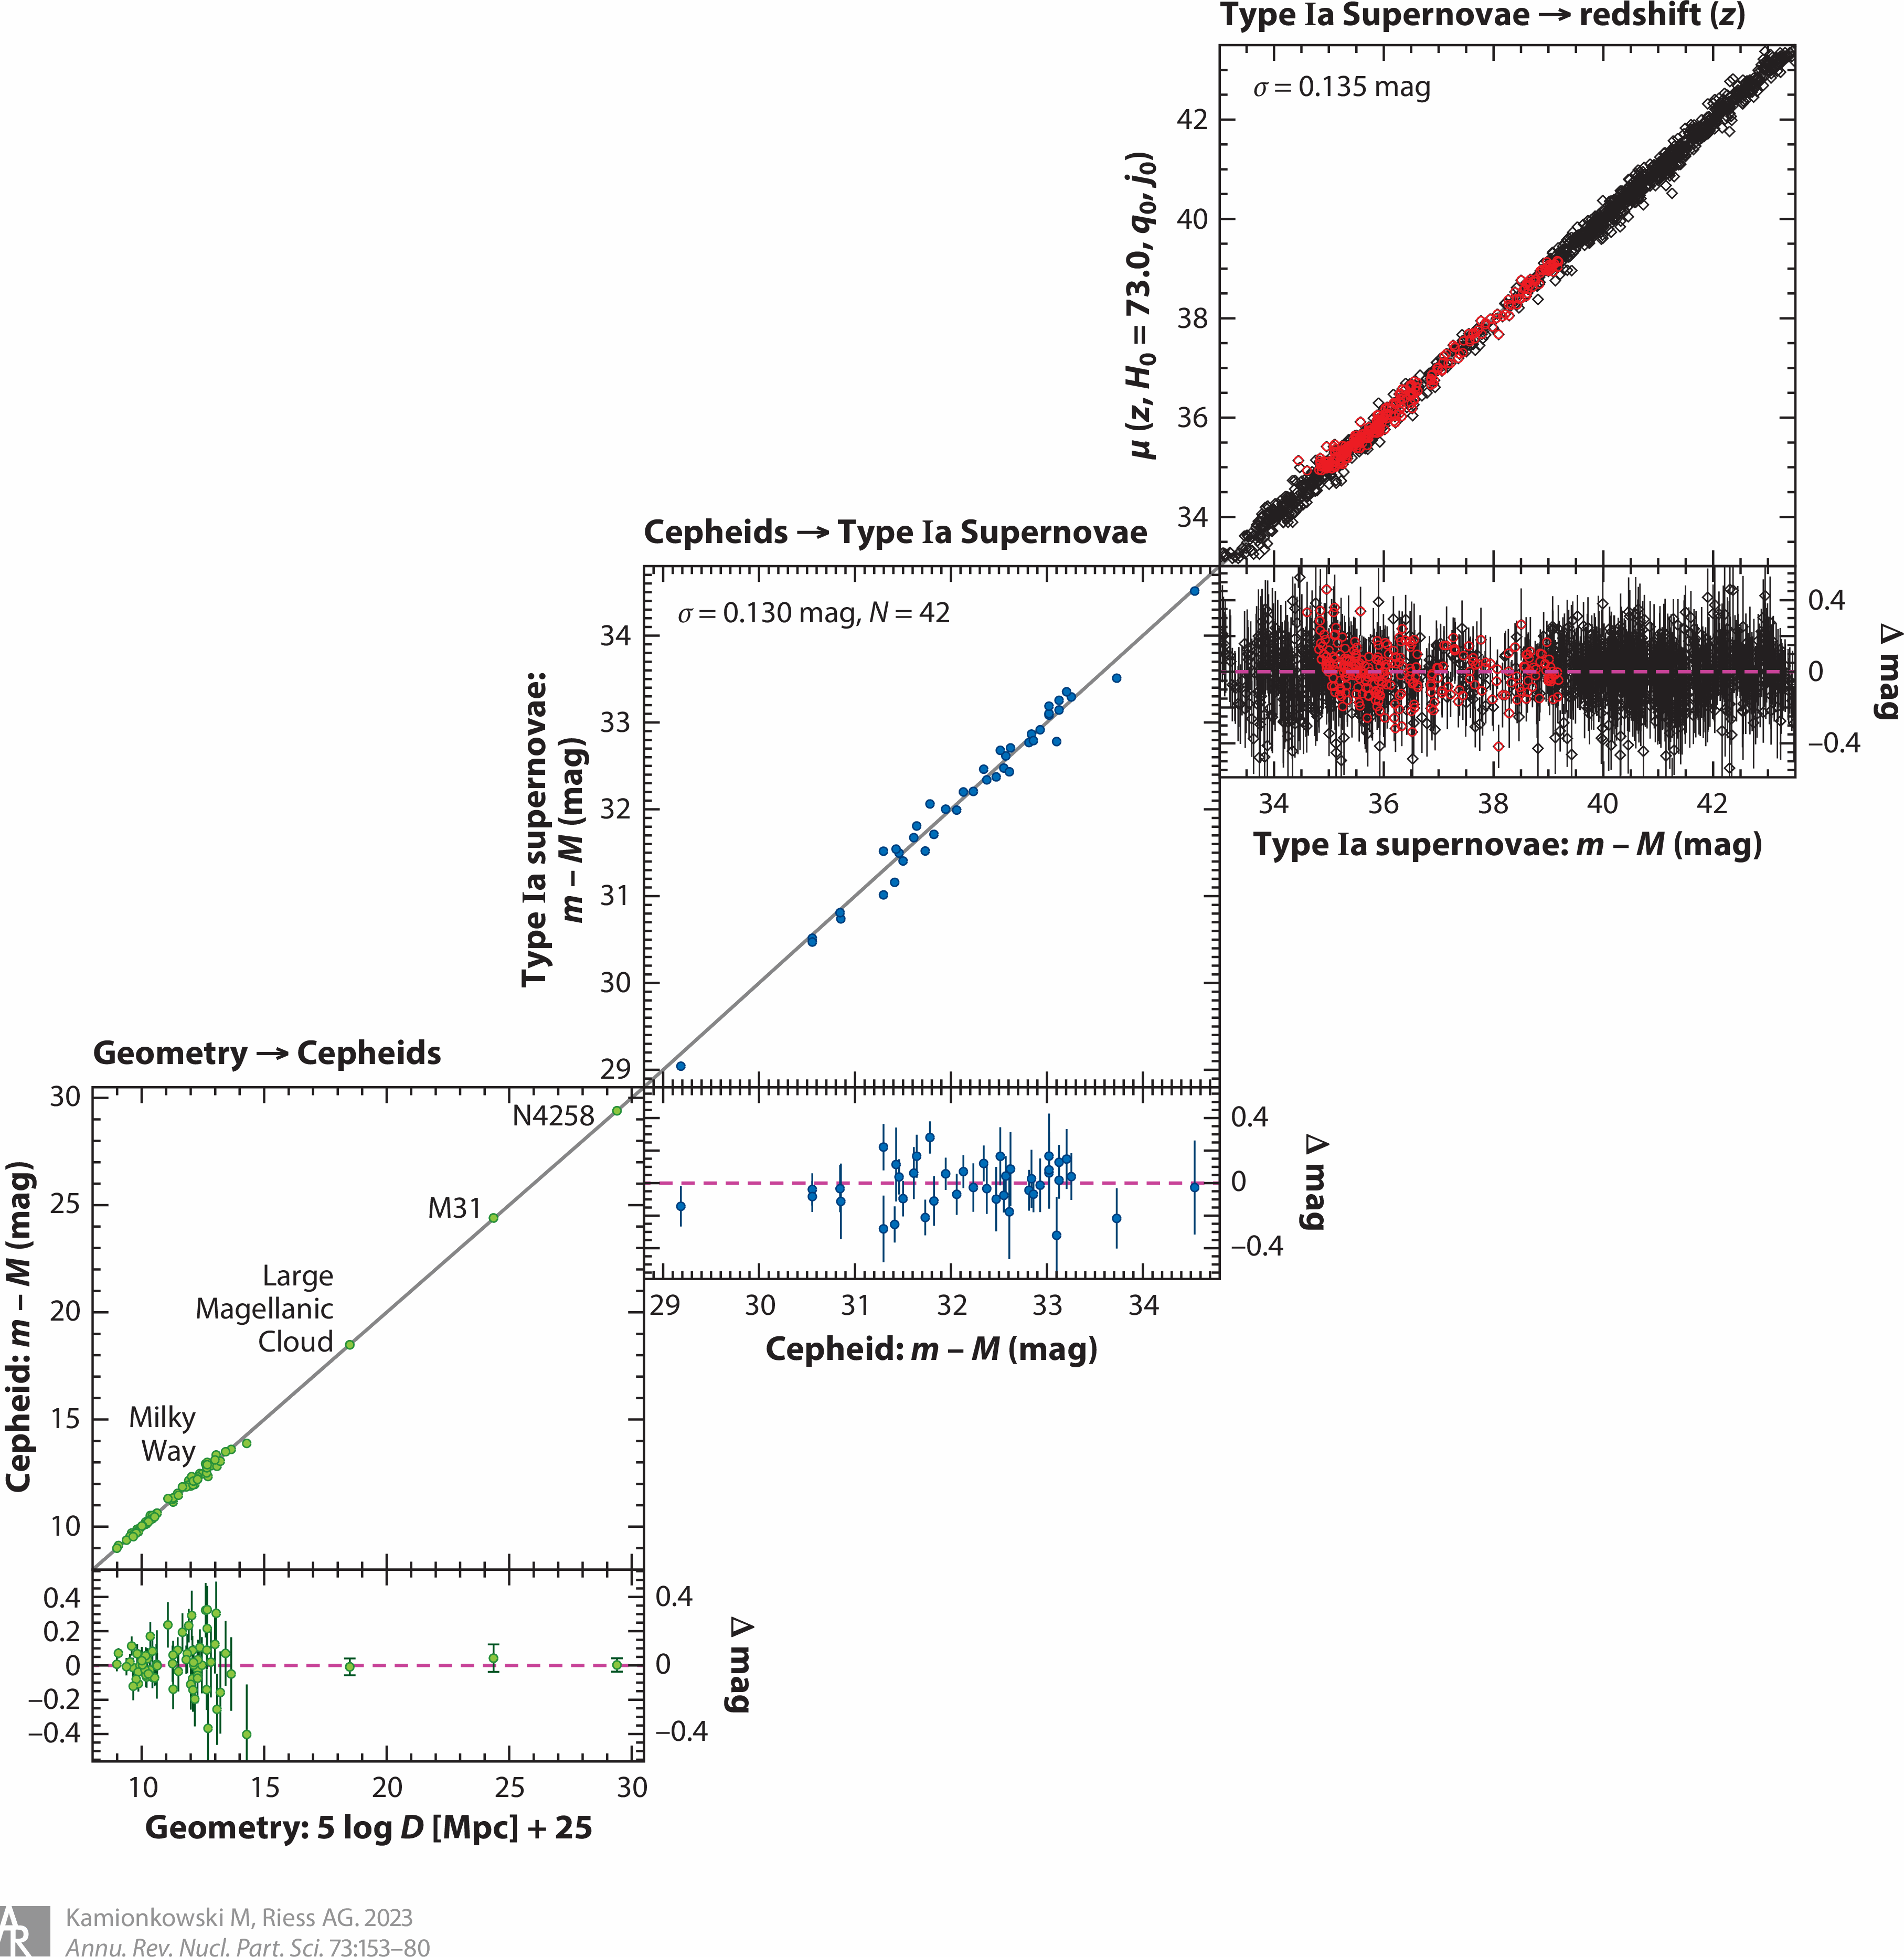 Type Ia Supernovae → redshift (z)
σ = 0.135 mag
42
40
38
36
34
μ (z, H0 = 73.0, q0, j0)
0.4
0
–0.4
Δ mag
34 36 38 40 42
Type Ia supernovae: m – M (mag)
Cepheids → Type Ia Supernovae
σ = 0.130 mag, N = 42
34
33
32
31
30
29
Type Ia supernovae:
m – M (mag)
0.4
0
–0.4
Δ mag
29 30 31 32 33 34
Cepheid: m – M (mag)
Geometry → Cepheids
30
25
20
15
10
Cepheid: m – M (mag)
N4258
M31
Large
Magellanic
Cloud
Milky
Way
0.4
0.2
0
–0.2
–0.4
0.4
0
–0.4
Δ mag
10 15 20 25 30
Geometry: 5 log D [Mpc] + 25
AR
Kamionkowski M, Riess AG. 2023
Annu. Rev. Nucl. Part. Sci. 73:153–80